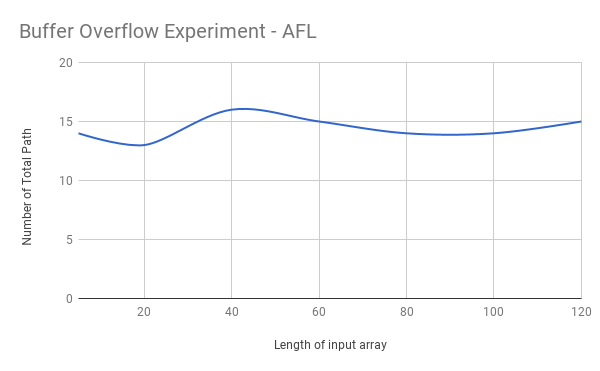 Buffer Overflow Experiment - AFL
20
15
10
5
0
Number of Total Path
20 40 60 80 100 120
Length of input array